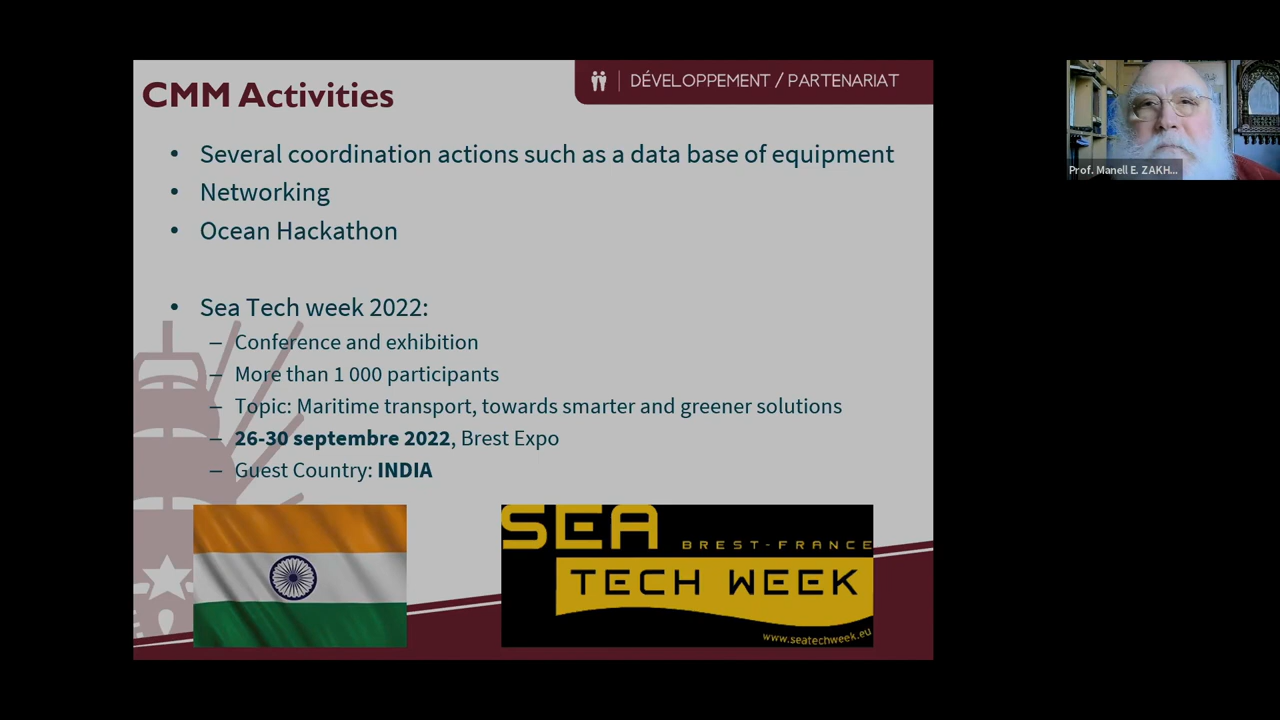 CMM Activities
DÉVELOPPEMENT / PARTENARIAT
• Several coordination actions such as a data base of equipment
• Networking
• Ocean Hackathon
• Sea Tech week 2022:
– Conference and exhibition
– More than 1 000 participants
– Topic: Maritime transport, towards smarter and greener solutions
– 26-30 septembre 2022, Brest Expo
– Guest Country: INDIA
SEA
BREST-FRANCE
TECH WEEK
www.seatechweek.eu
Prof. Manell E. ZAKH...